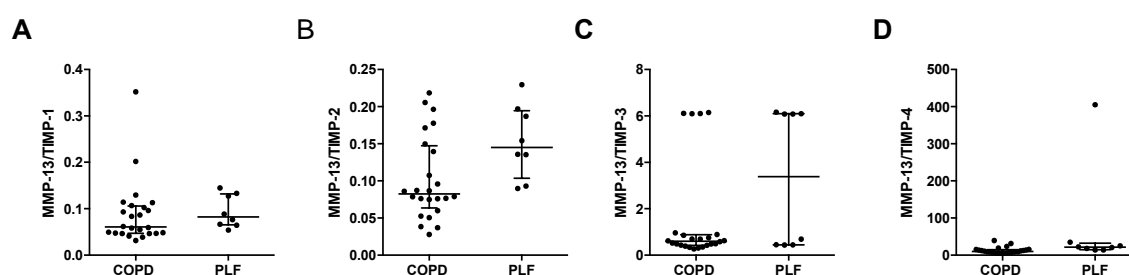 A
MMP-13/TIMP-1
0.4
0.3
0.2
0.1
0.0
COPD PLF
B
MMP-13/TIMP-2
0.25
0.20
0.15
0.10
0.05
0.00
COPD PLF
C
MMP-13/TIMP-3
8
6
4
2
0
COPD PLF
D
MMP-13/TIMP-4
500
400
300
200
100
0
COPD PLF